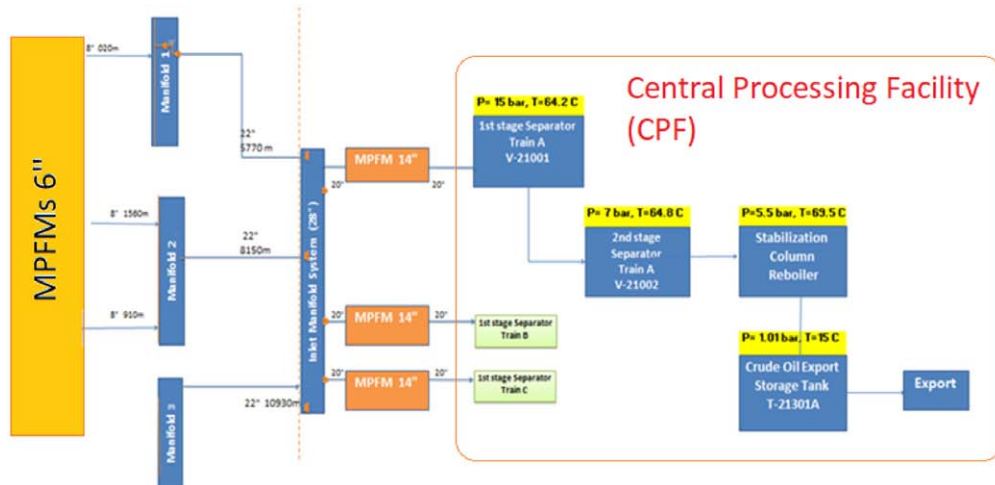 MPFMs 6"
8" 020m
8" 1560m
8" 910m
Manifold 1
Manifold 2
Manifold 3
22"
5770 m
22"
8150m
22" 10930m
Inlet Manifold System (28")
20"
MPFM 14"
20"
20"
MPFM 14"
20"
20"
MPFM 14"
20"
Central Processing Facility
(CPF)
P= 15 bar, T=64.2 C
1st stage Separator
Train A
V-21001
P= 7 bar, T=64.8 C
2nd stage
Separator
Train A
V-21002
P=5.5 bar, T=69.5 C
Stabilization
Column
Reboiler
1st stage Separator
Train B
1st stage Separator
Train C
P= 1.01 bar, T=15 C
Crude Oil Export
Storage Tank
T-21301A
Export